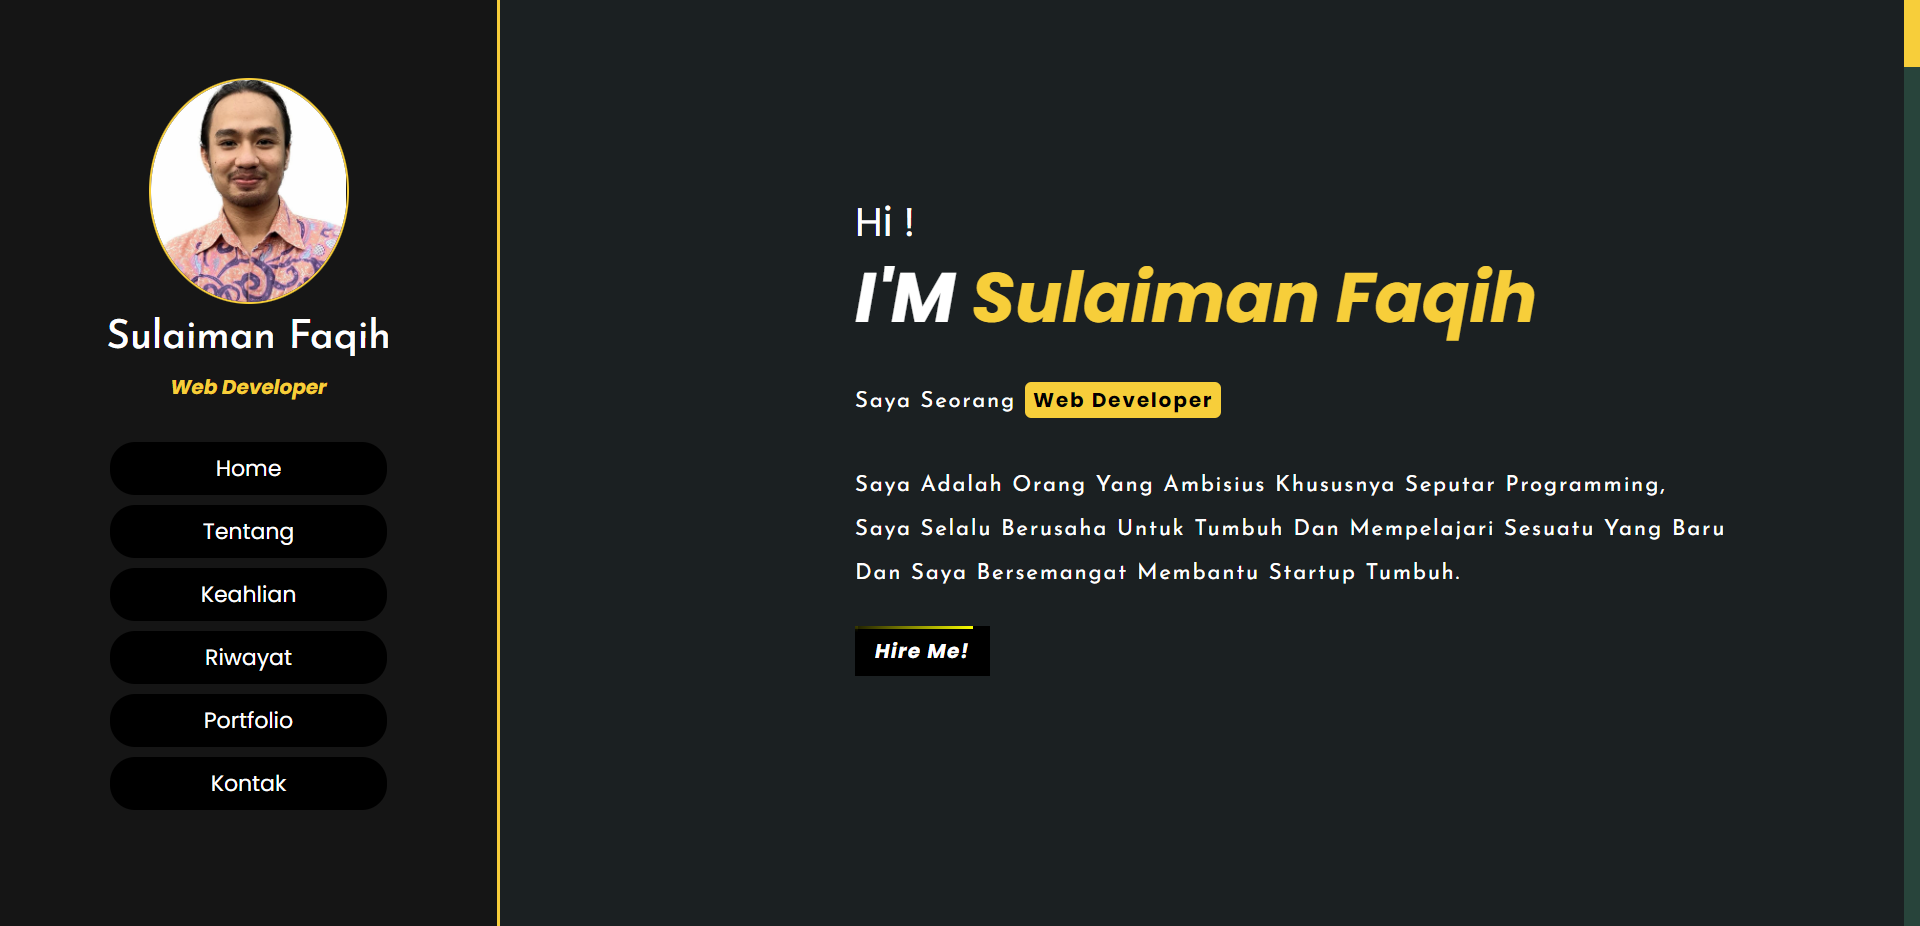 Sulaiman Faqih
Web Developer
Home
Tentang
Keahlian
Riwayat
Portfolio
Kontak
Hi !
I'M Sulaiman Faqih
Saya Seorang Web Developer
Saya Adalah Orang Yang Ambisius Khususnya Seputar Programming,
Saya Selalu Berusaha Untuk Tumbuh Dan Mempelajari Sesuatu Yang Baru
Dan Saya Bersemangat Membantu Startup Tumbuh.
Hire Me!